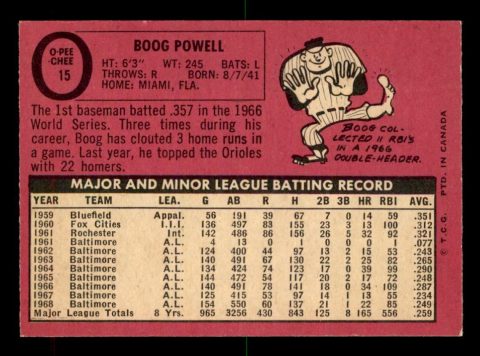 O-PEE
-CHEE
15
BOOG POWELL
HT: 6'3" WT: 245 BATS: L
THROWS: R BORN: 8/7/41
HOME: MIAMI, FLA.
The 1st baseman batted .357 in the 1966
World Series. Three times during his
career, Boog has clouted 3 home runs in
a game. Last year, he topped the Orioles
with 22 homers.
BOOG COL-
LECTED 11 RBI'S
IN A 1966
DOUBLE-HEADER.
MAJOR AND MINOR LEAGUE BATTING RECORD
YEAR TEAM LEA. G AB R H 2B 3B HR RBI AVG.
1959 Bluefield Appal. 56 191 39 67 7 0 14 59 .351
1960 Fox Cities I.I.I. 136 497 83 155 23 3 13 100 .312
1961 Rochester Int. 142 486 86 156 26 5 32 92 .321
1961 Baltimore A.L. 4 13 0 1 0 0 0 1 .077
1962 Baltimore A.L. 124 400 44 97 13 2 15 53 .243
1963 Baltimore A.L. 140 491 67 130 22 2 25 82 .265
1964 Baltimore A.L. 134 424 74 123 17 0 39 99 .290
1965 Baltimore A.L. 144 472 54 117 20 2 17 72 .248
1966 Baltimore A.L. 140 491 78 141 18 0 34 109 .287
1967 Baltimore A.L. 125 415 53 97 14 1 13 55 .234
1968 Baltimore A.L. 154 550 60 137 21 1 22 85 .249
Major League Totals 8 Yrs. 965 3256 430 843 125 8 165 556 .259
© T.C.G. PTD. IN CANADA